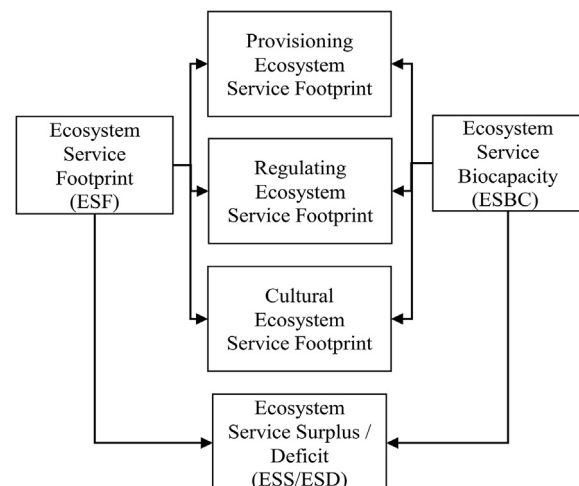 Provisioning
Ecosystem
Service Footprint
Ecosystem
Service
Footprint
(ESF)
Regulating
Ecosystem
Service Footprint
Ecosystem
Service
Biocapacity
(ESBC)
Cultural
Ecosystem
Service Footprint
Ecosystem
Service Surplus /
Deficit
(ESS/ESD)